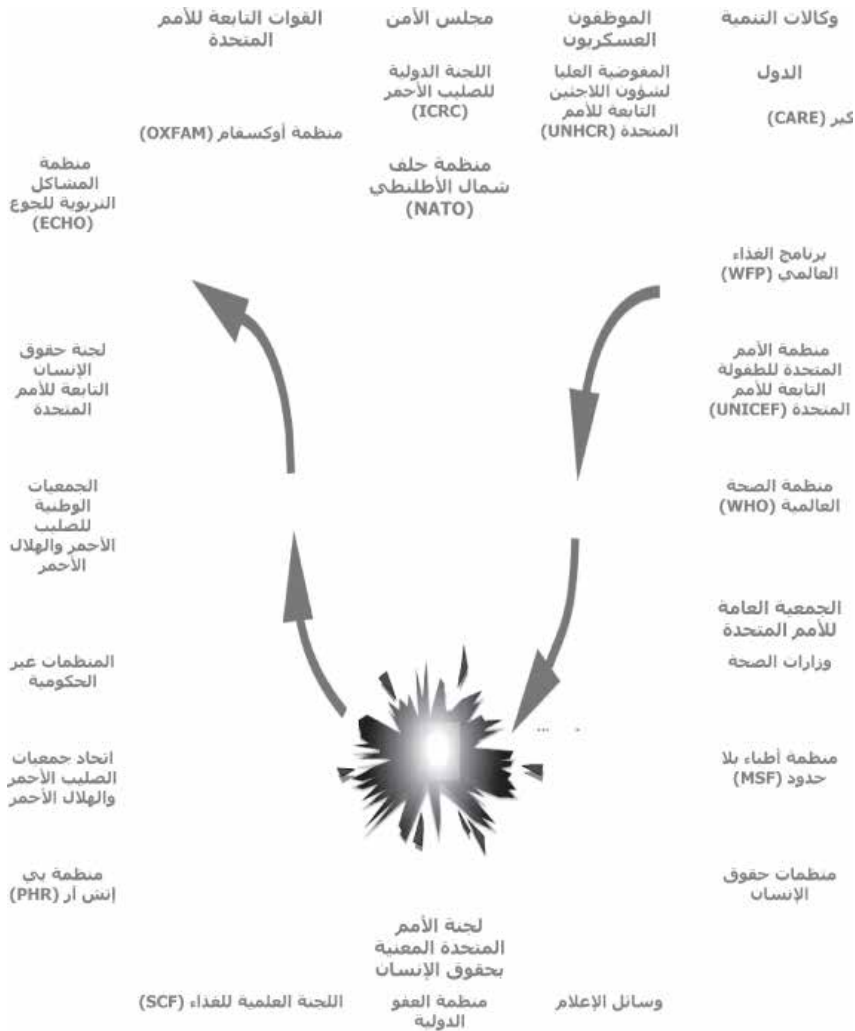 وكالات التنمية
الموظفون
العسكريون
مجلس الأمن
القوات التابعة للأمم
المتحدة
الدول
كير (CARE)
المفوضية العليا
لشؤون اللاجئين
التابعة للأمم
المتحدة (UNHCR)
اللجنة الدولية
للصليب الأحمر
(ICRC)
منظمة أوكسفام (OXFAM)
منظمة حلف
شمال الأطلنطي
(NATO)
منظمة
المشاكل
التربوية للجوع
(ECHO)
برنامج الغذاء
العالمي (WFP)
منظمة الأمم
المتحدة للطفولة
التابعة للأمم
المتحدة (UNICEF)
لجنة حقوق
الإنسان
التابعة للأمم
المتحدة
منظمة الصحة
العالمية (WHO)
الجمعيات
الوطنية
للصليب
الأحمر والهلال
الأحمر
الجمعية العامة
للأمم المتحدة
وزارات الصحة
المنظمات غير
الحكومية
منظمة أطباء بلا
حدود (MSF)
اتحاد جمعيات
الصليب الأحمر
والهلال الأحمر
منظمات حقوق
الإنسان
منظمة بي
إتش آر (PHR)
لجنة الأمم
المتحدة المعنية
بحقوق الإنسان
وسائل الإعلام
منظمة العفو
الدولية
اللجنة العلمية للغذاء (SCF)